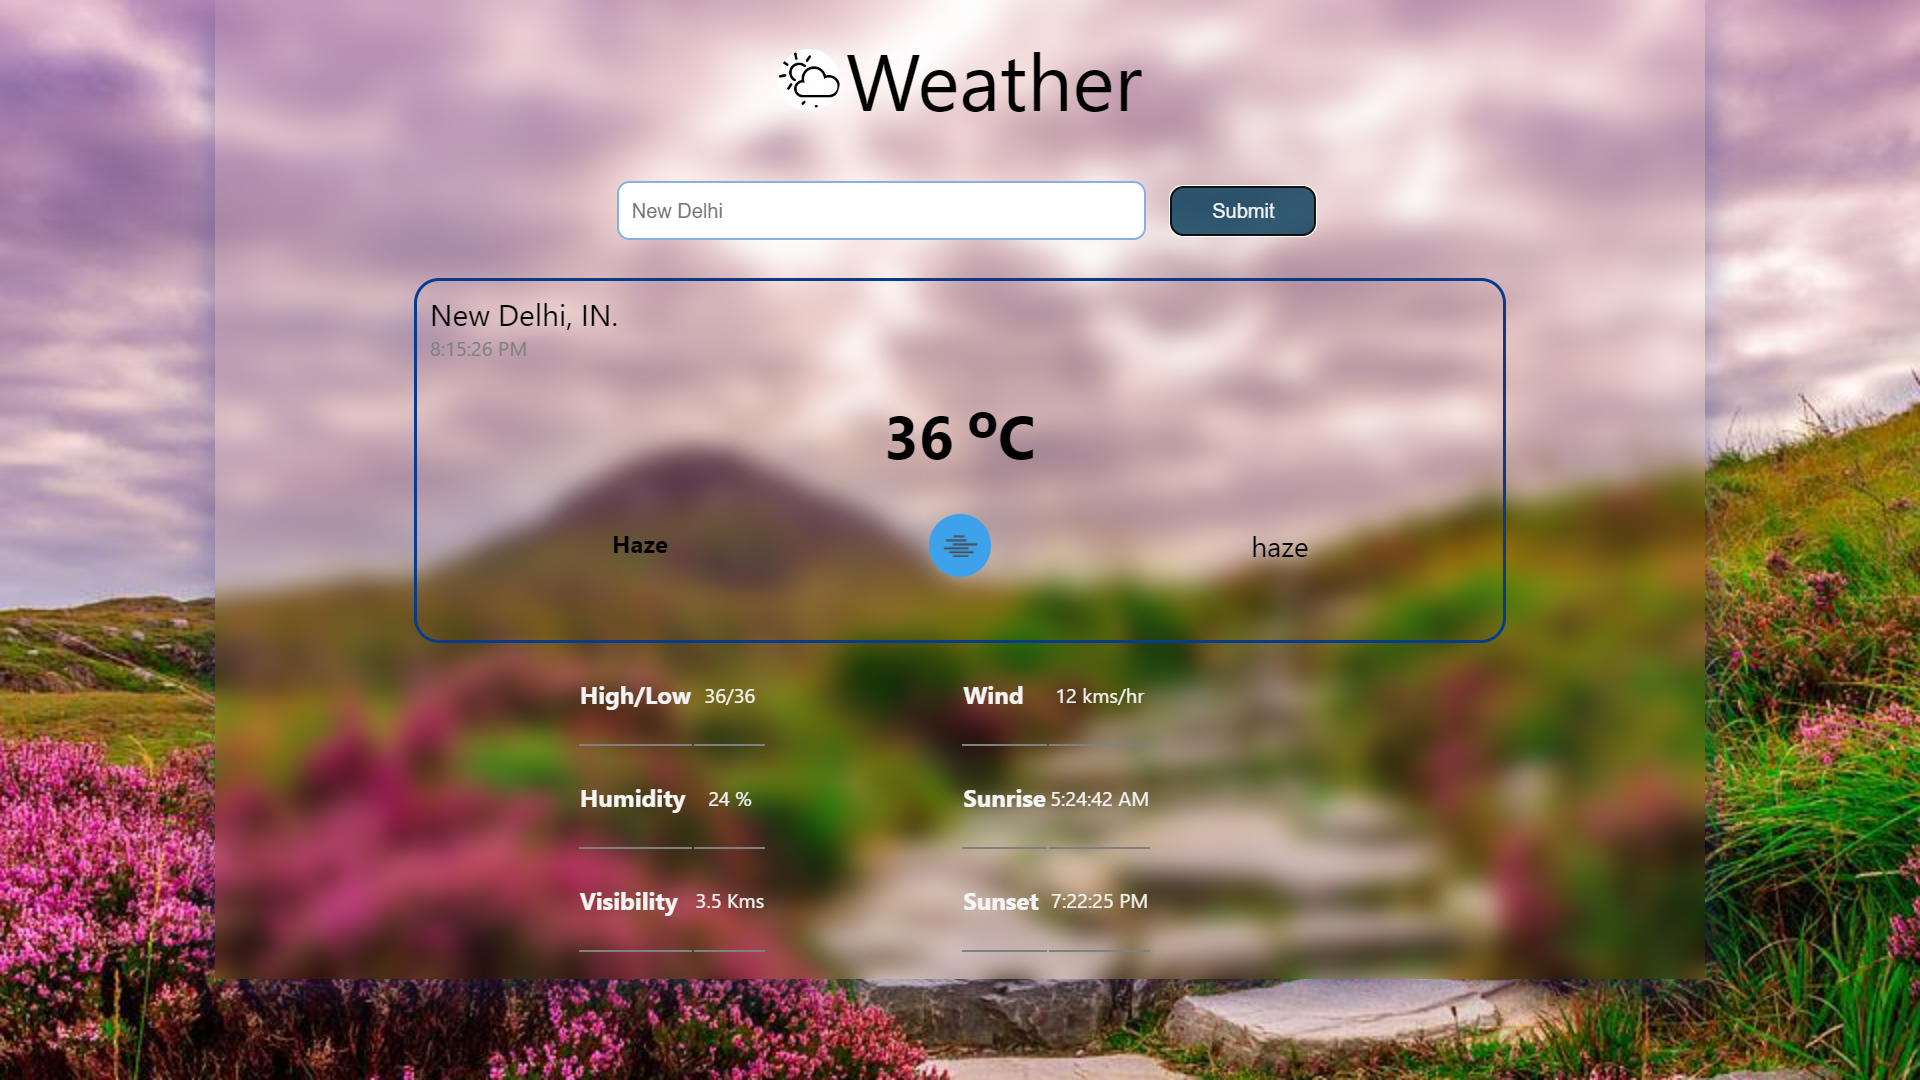 Weather
New Delhi
Submit
New Delhi, IN.
8:15:26 PM
36 ºC
Haze
haze
High/Low 36/36
Wind 12 kms/hr
Humidity 24 %
Sunrise 5:24:42 AM
Visibility 3.5 Kms
Sunset 7:22:25 PM